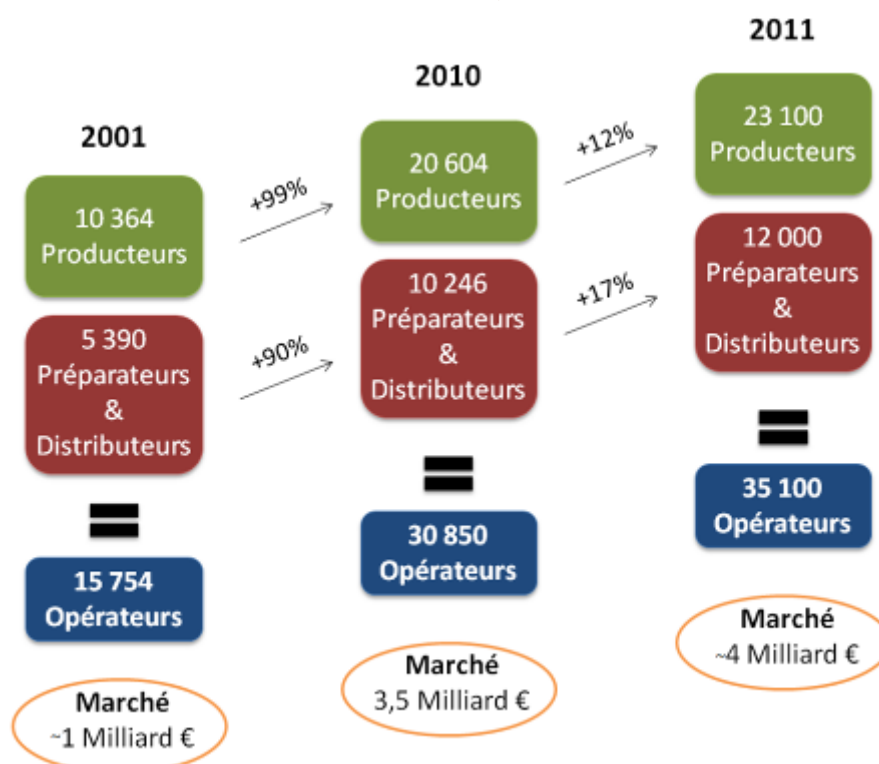 2001
10 364
Producteurs
5 390
Préparateurs
&
Distributeurs
15 754
Opérateurs
Marché
~1 Milliard €
+99%
+90%
2010
20 604
Producteurs
10 246
Préparateurs
&
Distributeurs
30 850
Opérateurs
Marché
3,5 Milliard €
+12%
+17%
2011
23 100
Producteurs
12 000
Préparateurs
&
Distributeurs
35 100
Opérateurs
Marché
~4 Milliard €